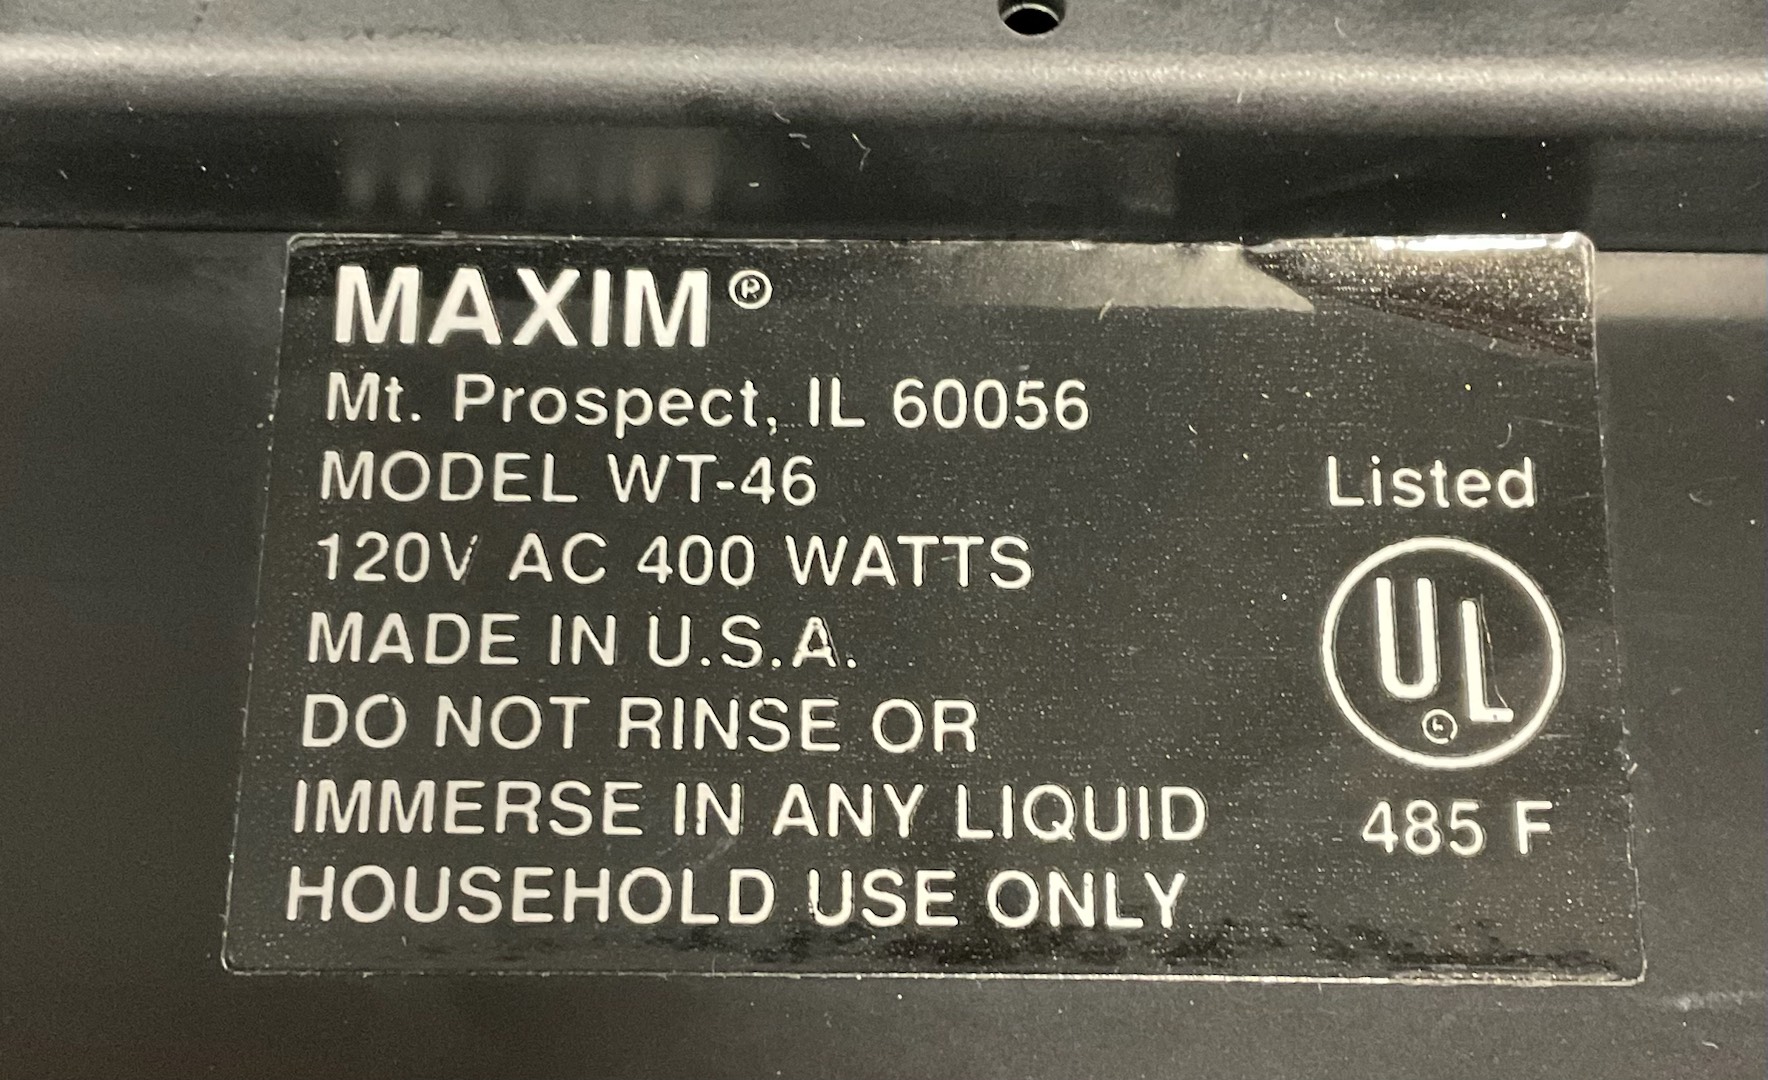 MAXIM®
Mt. Prospect, IL 60056
MODEL WT-46
120V AC 400 WATTS
MADE IN U.S.A.
DO NOT RINSE OR
IMMERSE IN ANY LIQUID
HOUSEHOLD USE ONLY
Listed
UL®
485 F